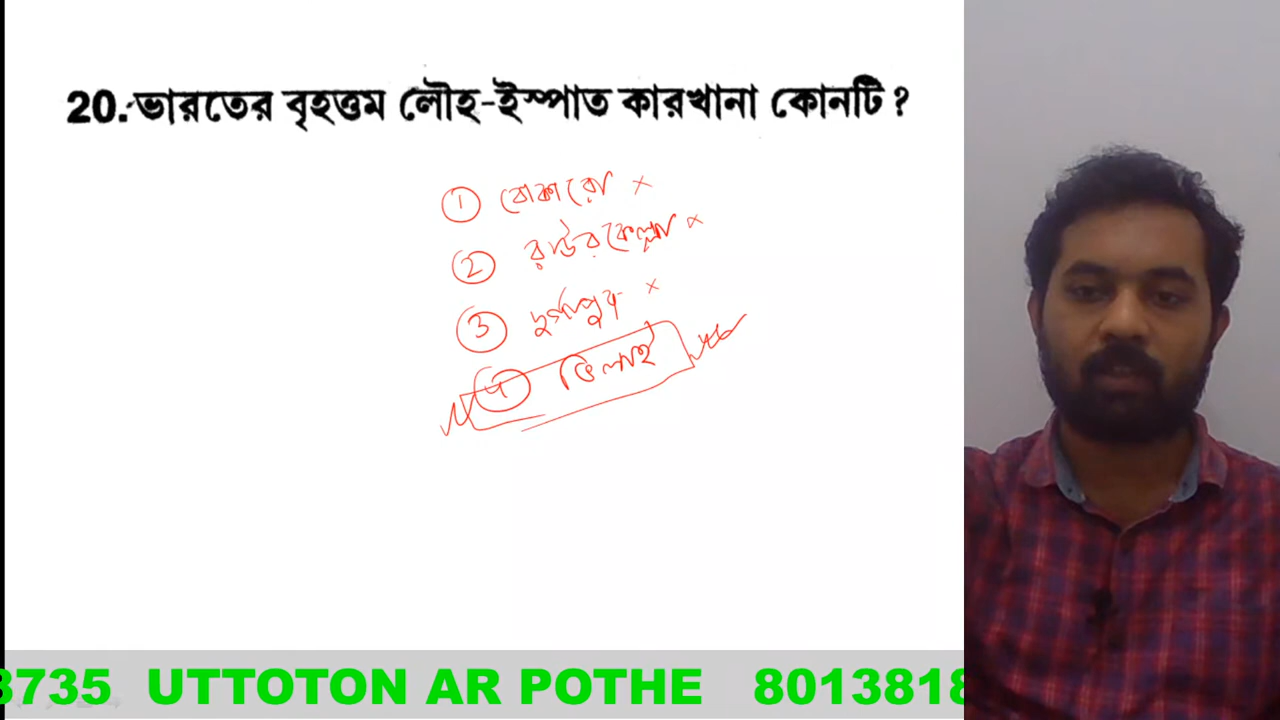 20. ভারতের বৃহত্তম লৌহ-ইস্পাত কারখানা কোনটি ?
1 বোকারো ×
2 রাউরকেল্লা ×
3 দুর্গাপুর ×
4 ভিলাই
3735 UTTOTON AR POTHE 8013818